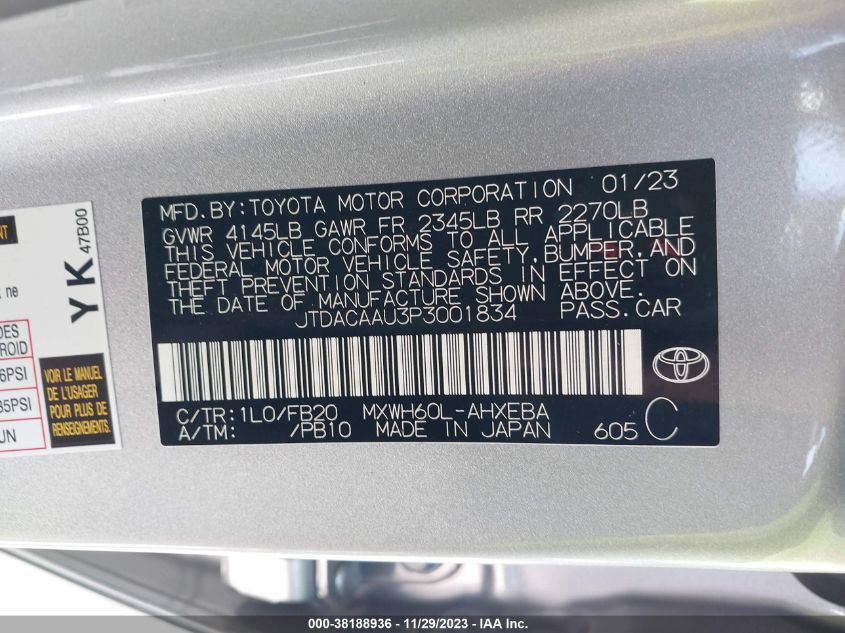 MFD. BY: TOYOTA MOTOR CORPORATION 01/23
GVWR 4145LB GAWR FR 2345LB RR 2270LB
THIS VEHICLE CONFORMS TO ALL APPLICABLE
FEDERAL MOTOR VEHICLE SAFETY, BUMPER, AND
THEFT PREVENTION STANDARDS IN EFFECT ON
THE DATE OF MANUFACTURE SHOWN ABOVE.
JTDACAAU3P3001834 PASS. CAR
C/TR: 1L0/FB20 MXWH60L-AHXEBA
A/TM: /PB10 MADE IN JAPAN 605 C
YK
47B00
ne
VOIR LE MANUEL
DE L'USAGER
POUR PLUS DE
RENSEIGNEMENTS.
000-38188936 - 11/29/2023 - IAAI.COM